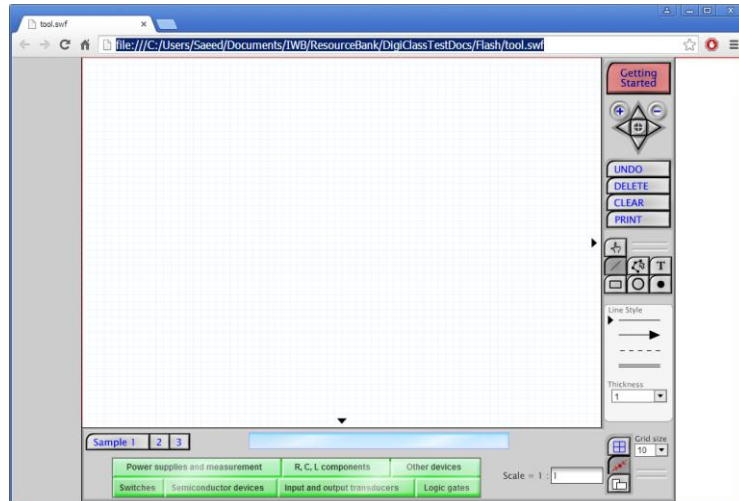 tool.swf
file:///C:/Users/Saeed/Documents/IWB/ResourceBank/DigiClassTestDocs/Flash/tool.swf
Getting
Started
UNDO
DELETE
CLEAR
PRINT
T
Line Style
Thickness
1
Sample 1 2 3
Grid size
10
Power supplies and measurement R, C, L components Other devices
Scale = 1 : 1
Switches Semiconductor devices Input and output transducers Logic gates